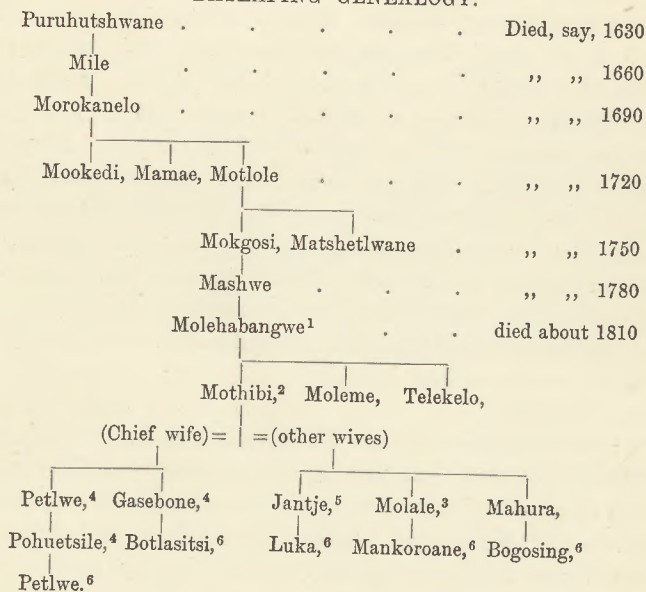 Puruhutshwane . . . . . Died, say, 1630
Mile . . . . . ,, ,, 1660
Morokanelo . . . . . ,, ,, 1690
Mookedi, Mamae, Motlole . . . ,, ,, 1720
Mokgosi, Matshetlwane . ,, ,, 1750
Mashwe . . . . ,, ,, 1780
Molehabangwe¹ . . died about 1810
Mothibi,² Moleme, Telekelo,
(Chief wife)= =(other wives)
Petlwe,⁴ Gasebone,⁴ Jantje,⁵ Molale,³ Mahura,
Pohuetsile,⁴ Botlasitsi,⁶ Luka,⁶ Mankoroane,⁶ Bogosing,⁶
Petlwe.⁶